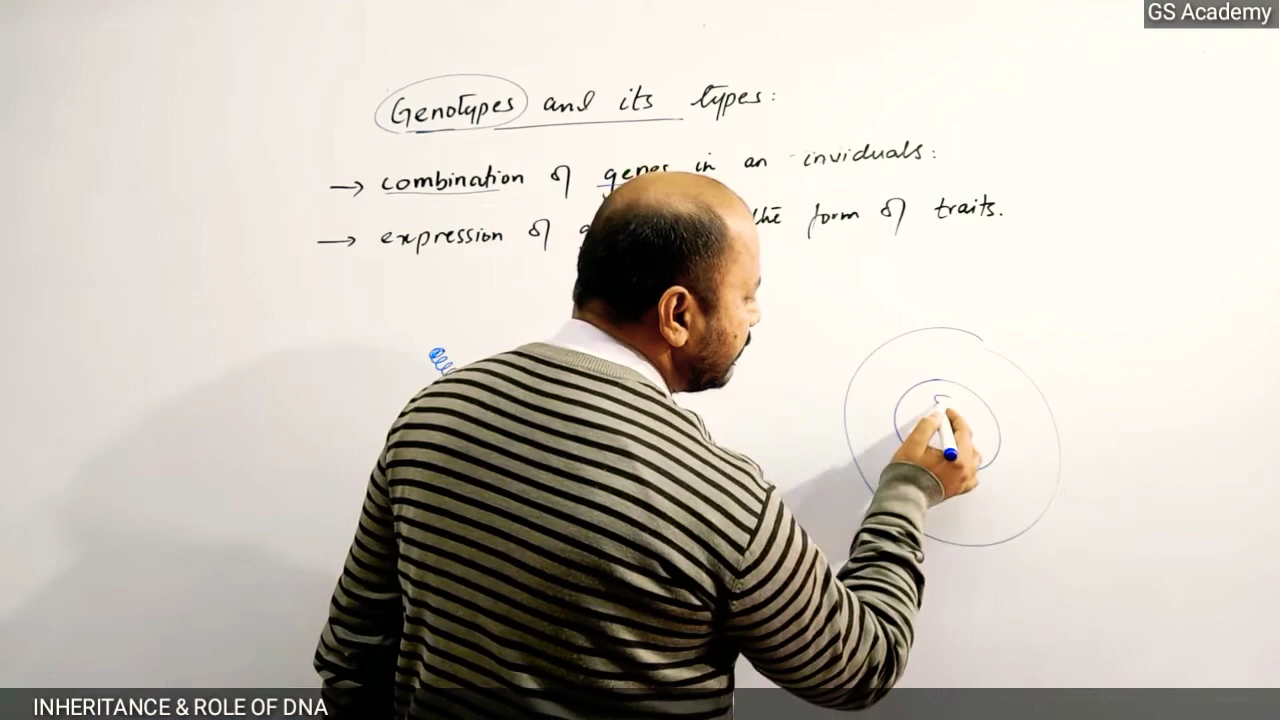 GS Academy
Genotypes and its types:
→ combination of genes in an inviduals:
→ expression of the form of traits.
INHERITANCE & ROLE OF DNA